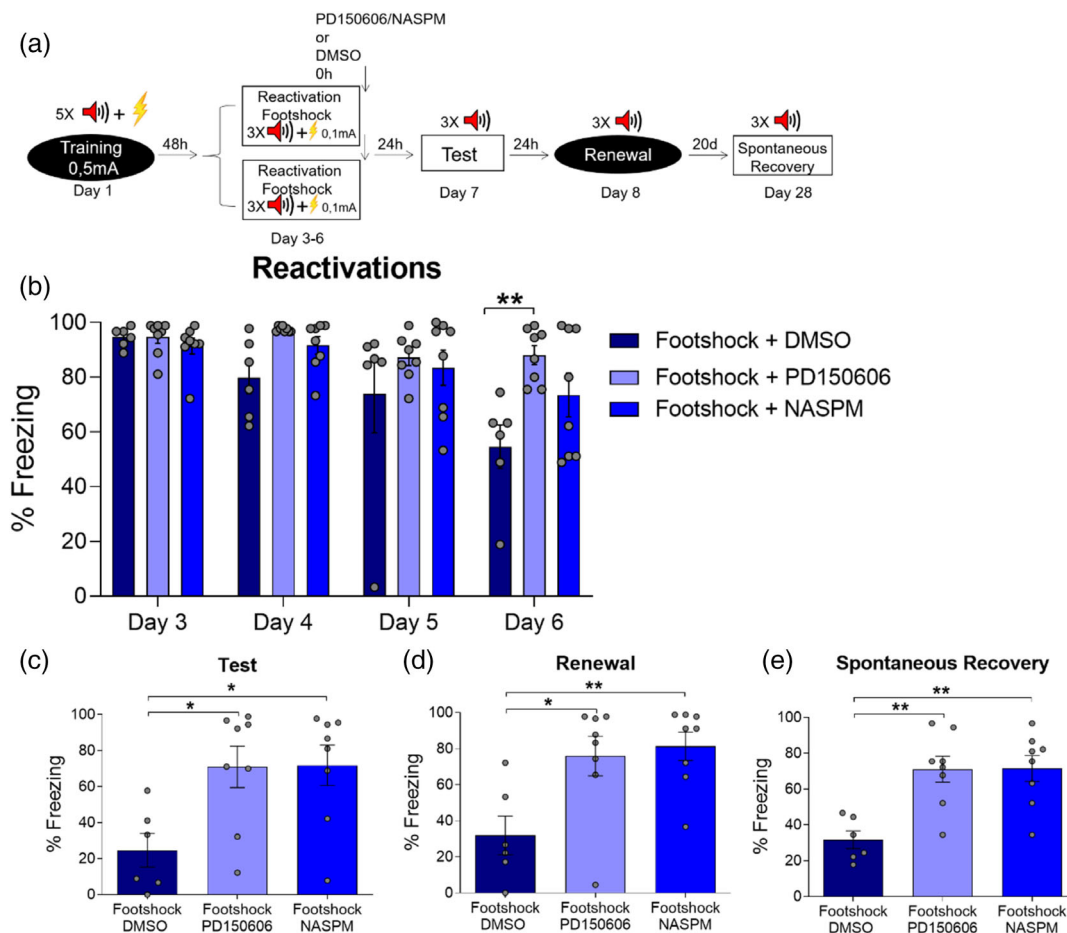 (a)
PD150606/NASPM
or
DMSO
0h
5X + 
Training
0,5mA
Day 1
48h
Reactivation
Footshock
3X + 0,1mA
Reactivation
Footshock
3X + 0,1mA
Day 3-6
24h
3X
Test
Day 7
24h
3X
Renewal
Day 8
20d
3X
Spontaneous
Recovery
Day 28
(b)
Reactivations
% Freezing
100
80
60
40
20
0
Day 3
Day 4
Day 5
Day 6
**
Footshock + DMSO
Footshock + PD150606
Footshock + NASPM
(c)
Test
% Freezing
100
80
60
40
20
0
*
*
Footshock
DMSO
Footshock
PD150606
Footshock
NASPM
(d)
Renewal
% Freezing
100
80
60
40
20
0
**
*
Footshock
DMSO
Footshock
PD150606
Footshock
NASPM
(e)
Spontaneous Recovery
% Freezing
100
80
60
40
20
0
**
**
Footshock
DMSO
Footshock
PD150606
Footshock
NASPM